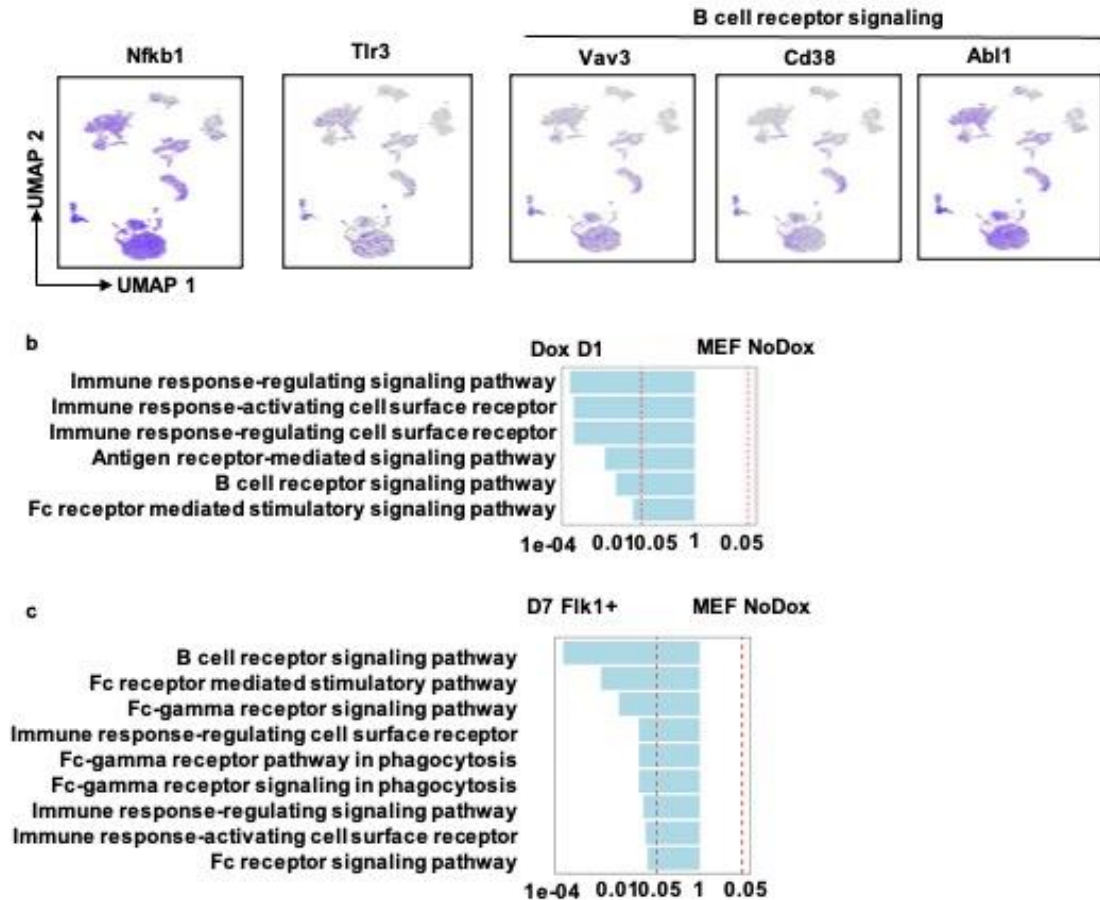 B cell receptor signaling
Nfkb1
Tlr3
Vav3
Cd38
Abl1
UMAP 2
UMAP 1
b
Dox D1
MEF NoDox
Immune response-regulating signaling pathway
Immune response-activating cell surface receptor
Immune response-regulating cell surface receptor
Antigen receptor-mediated signaling pathway
B cell receptor signaling pathway
Fc receptor mediated stimulatory signaling pathway
1e-04 0.010.05 1 0.05
c
D7 Flk1+
MEF NoDox
B cell receptor signaling pathway
Fc receptor mediated stimulatory pathway
Fc-gamma receptor signaling pathway
Immune response-regulating cell surface receptor
Fc-gamma receptor pathway in phagocytosis
Fc-gamma receptor signaling in phagocytosis
Immune response-regulating signaling pathway
Immune response-activating cell surface receptor
Fc receptor signaling pathway
1e-04 0.010.05 1 0.05